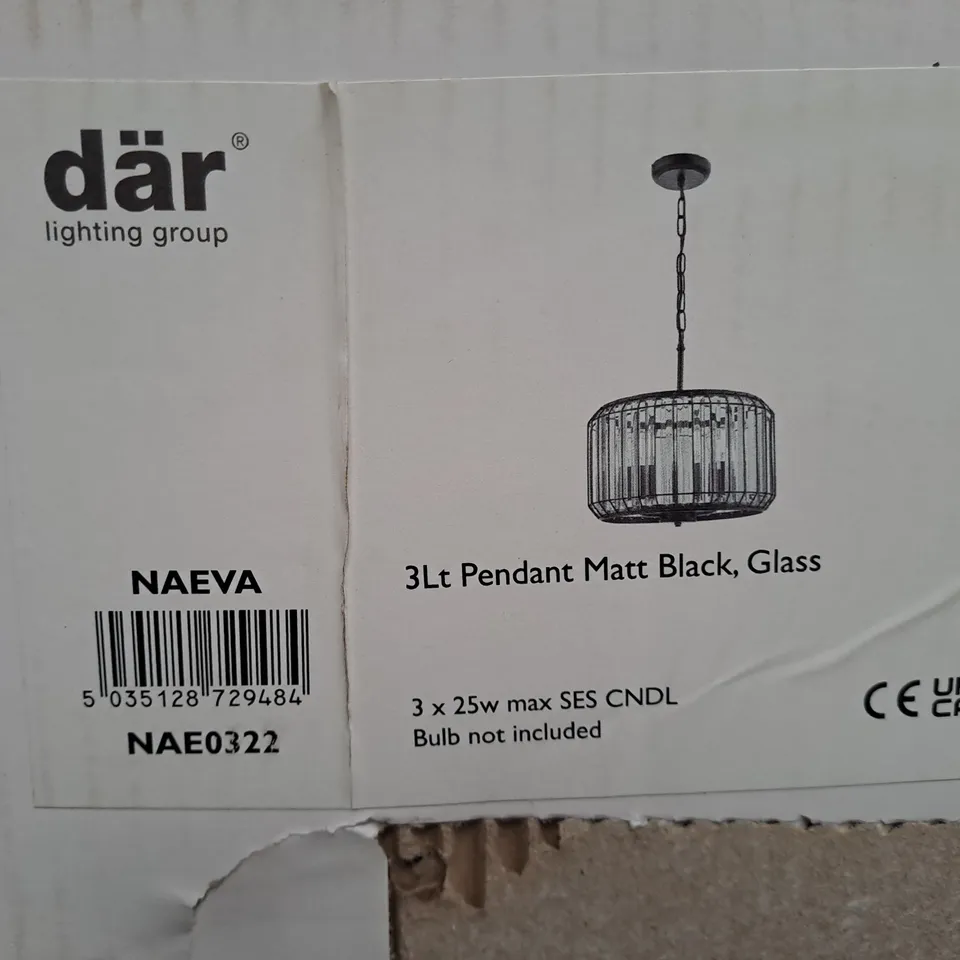 där®
lighting group
NAEVA
5 035128 729484
NAE0322
3Lt Pendant Matt Black, Glass
3 x 25w max SES CNDL
Bulb not included
CE